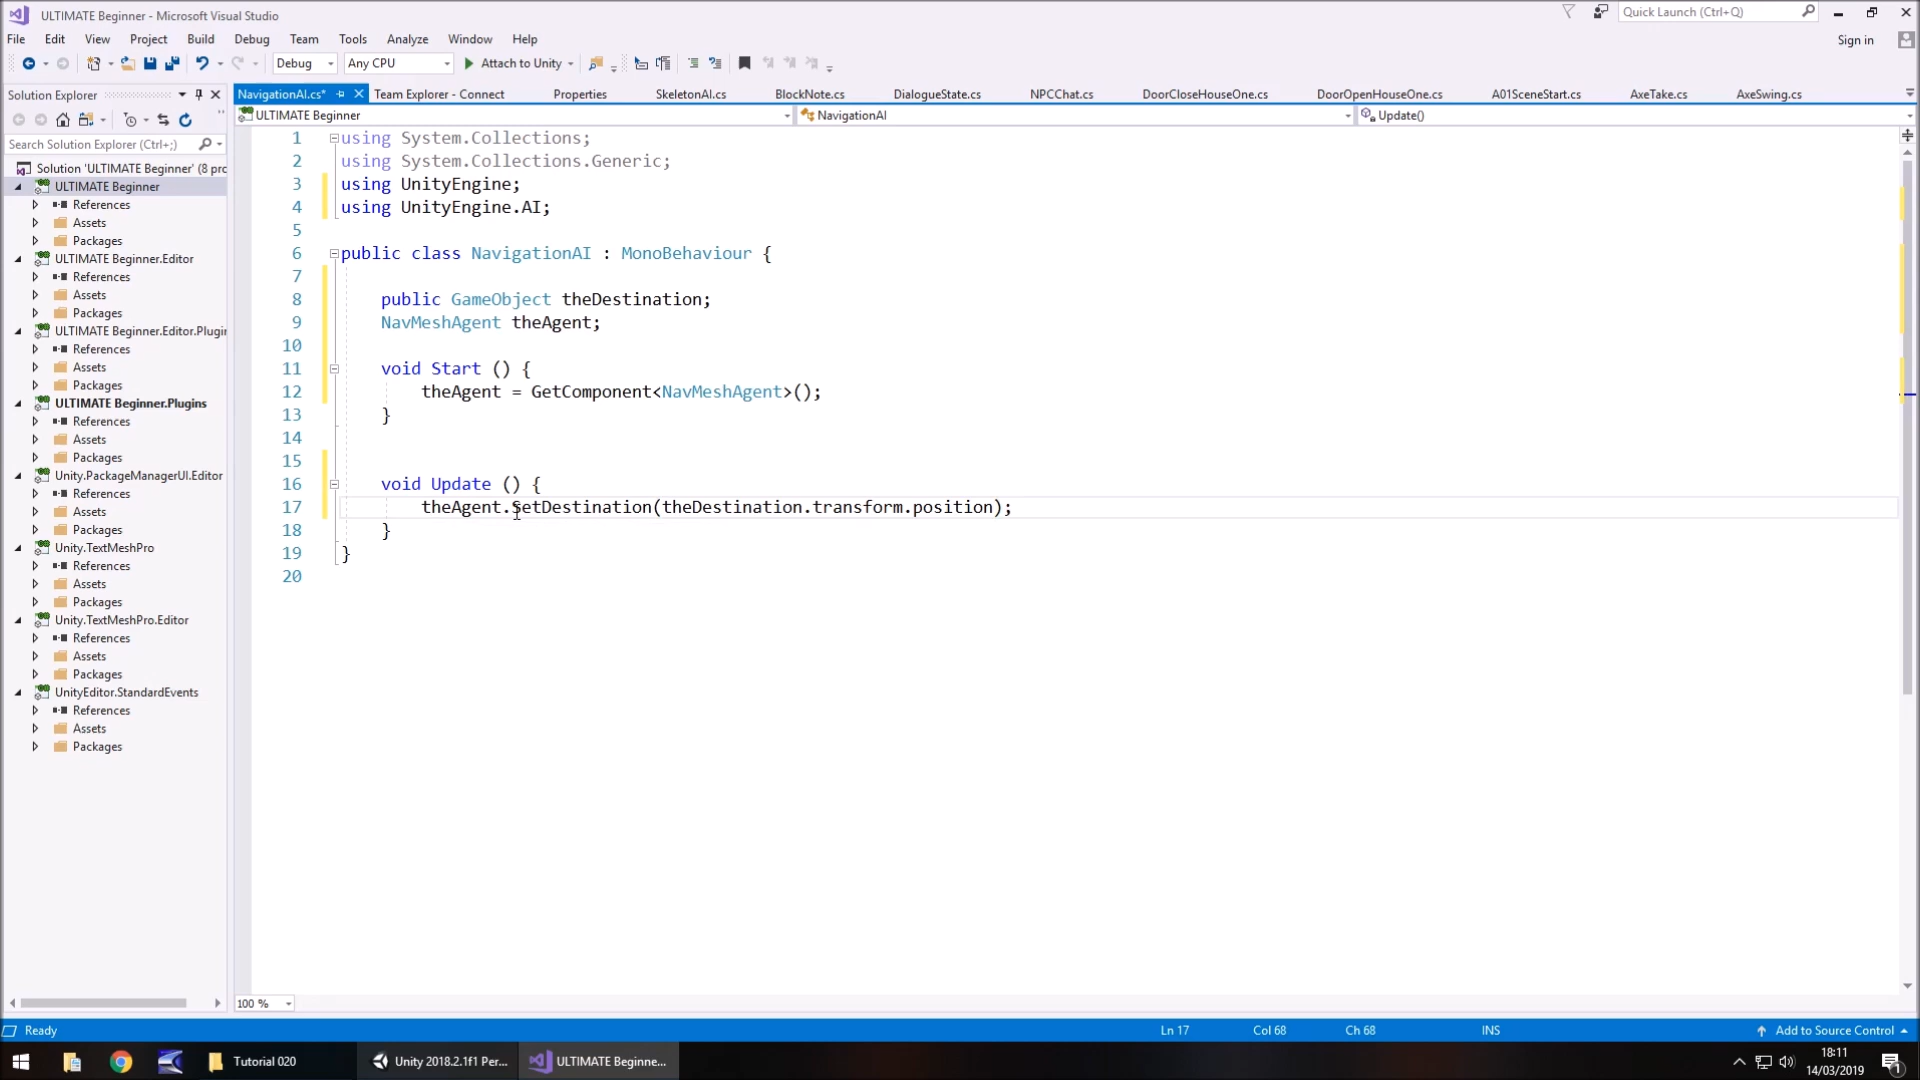 ULTIMATE Beginner - Microsoft Visual Studio
Quick Launch (Ctrl+Q)
File Edit View Project Build Debug Team Tools Analyze Window Help
Sign in
Debug Any CPU Attach to Unity
Solution Explorer
NavigationAI.cs* Team Explorer - Connect Properties SkeletonAI.cs BlockNote.cs DialogueState.cs NPCChat.cs DoorCloseHouseOne.cs DoorOpenHouseOne.cs A01SceneStart.cs AxeTake.cs AxeSwing.cs
ULTIMATE Beginner NavigationAI Update()
Search Solution Explorer (Ctrl+;)
Solution 'ULTIMATE Beginner' (8 prc
ULTIMATE Beginner
References
Assets
Packages
ULTIMATE Beginner.Editor
References
Assets
Packages
ULTIMATE Beginner.Editor.Plugin
References
Assets
Packages
ULTIMATE Beginner.Plugins
References
Assets
Packages
Unity.PackageManagerUI.Editor
References
Assets
Packages
Unity.TextMeshPro
References
Assets
Packages
Unity.TextMeshPro.Editor
References
Assets
Packages
UnityEditor.StandardEvents
References
Assets
Packages
1 using System.Collections;
2 using System.Collections.Generic;
3 using UnityEngine;
4 using UnityEngine.AI;
5
6 public class NavigationAI : MonoBehaviour {
7
8 public GameObject theDestination;
9 NavMeshAgent theAgent;
10
11 void Start () {
12 theAgent = GetComponent<NavMeshAgent>();
13 }
14
15
16 void Update () {
17 theAgent.SetDestination(theDestination.transform.position);
18 }
19 }
20
100 %
Ready Ln 17 Col 68 Ch 68 INS Add to Source Control
Tutorial 020 Unity 2018.2.1f1 Per... ULTIMATE Beginne...
18:11
14/03/2019
1